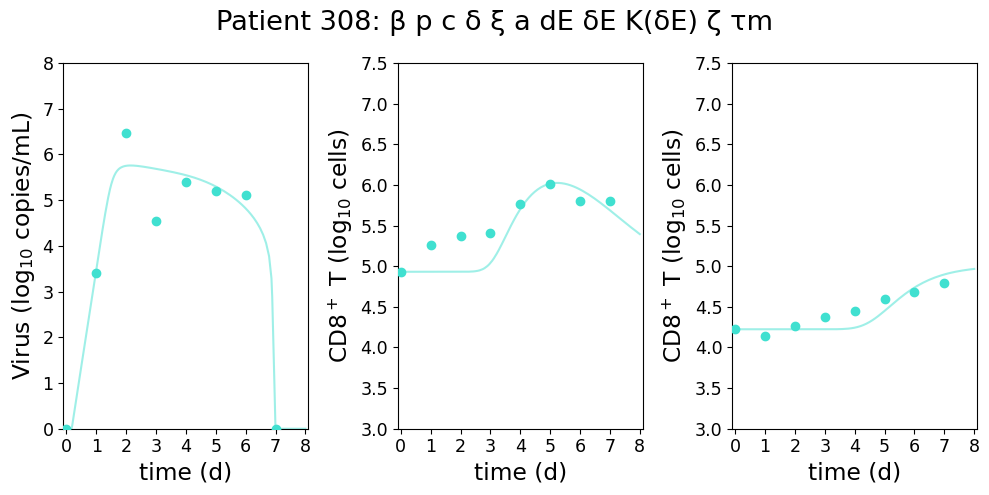 Patient 308: β p c δ ξ a dE δE K(δE) ζ τm
Virus (log10 copies/mL)
8
7
6
5
4
3
2
1
0
0 1 2 3 4 5 6 7 8
time (d)
CD8+ T (log10 cells)
7.5
7.0
6.5
6.0
5.5
5.0
4.5
4.0
3.5
3.0
0 1 2 3 4 5 6 7 8
time (d)
CD8+ T (log10 cells)
7.5
7.0
6.5
6.0
5.5
5.0
4.5
4.0
3.5
3.0
0 1 2 3 4 5 6 7 8
time (d)